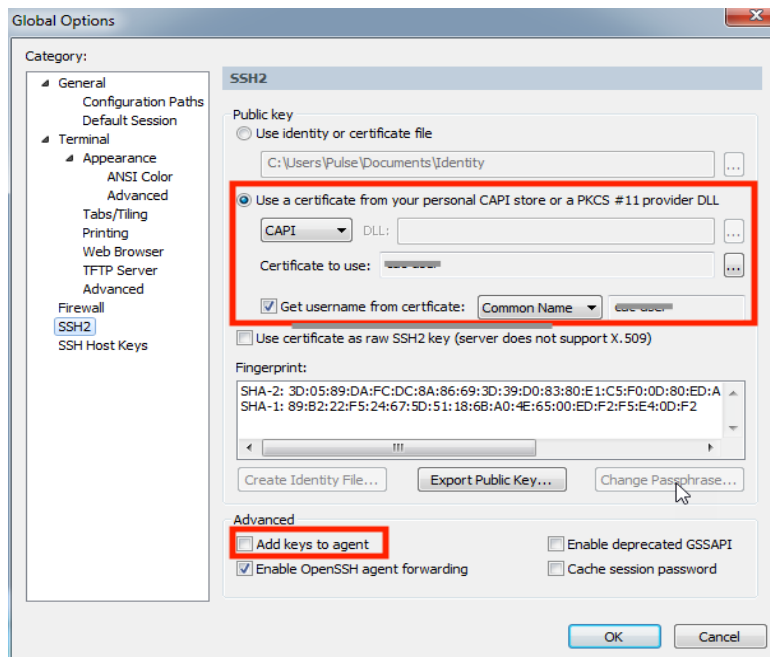 Global Options
Category:
General
Configuration Paths
Default Session
Terminal
Appearance
ANSI Color
Advanced
Tabs/Tiling
Printing
Web Browser
TFTP Server
Advanced
Firewall
SSH2
SSH Host Keys
SSH2
Public key
Use identity or certificate file
C:\Users\Pulse\Documents\Identity
...
Use a certificate from your personal CAPI store or a PKCS #11 provider DLL
CAPI DLL: ...
Certificate to use: ...
Get username from certficate: Common Name
Use certificate as raw SSH2 key (server does not support X.509)
Fingerprint:
SHA-2: 3D:05:89:DA:FC:DC:8A:86:69:3D:39:D0:83:80:E1:C5:F0:0D:80:ED:A
SHA-1: 89:B2:22:F5:24:67:5D:51:18:6B:A0:4E:65:00:ED:F2:F5:E4:0D:F2
Create Identity File... Export Public Key... Change Passphrase...
Advanced
Add keys to agent Enable deprecated GSSAPI
Enable OpenSSH agent forwarding Cache session password
OK Cancel